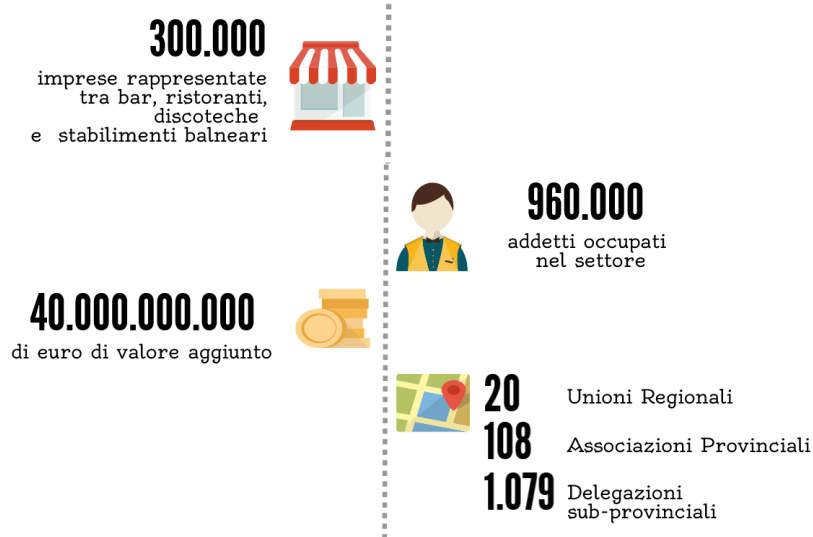 300.000
imprese rappresentate
tra bar, ristoranti,
discoteche
e stabilimenti balneari
960.000
addetti occupati
nel settore
40.000.000.000
di euro di valore aggiunto
20 Unioni Regionali
108 Associazioni Provinciali
1.079 Delegazioni
sub-provinciali